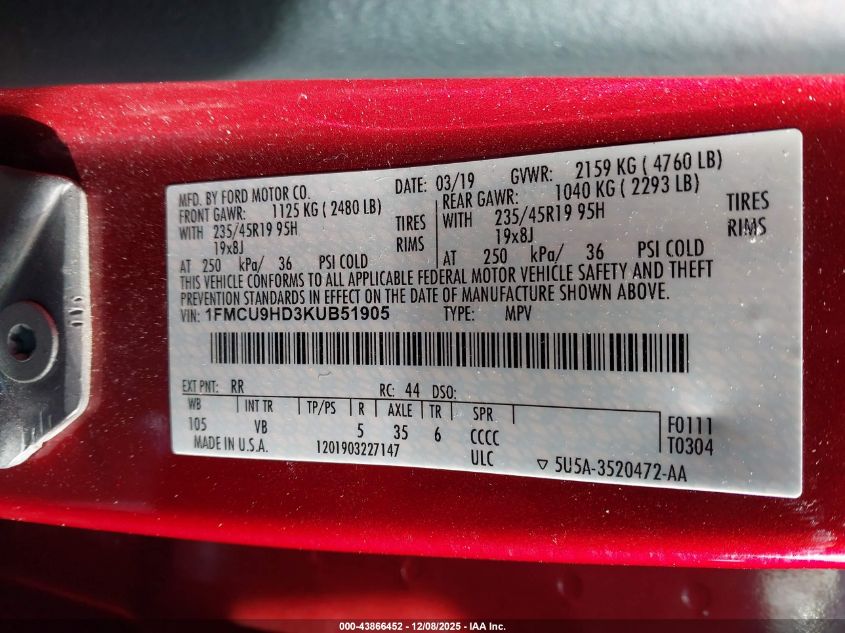 MFD. BY FORD MOTOR CO. DATE: 03/19 GVWR: 2159 KG ( 4760 LB)
FRONT GAWR: 1125 KG ( 2480 LB) REAR GAWR: 1040 KG ( 2293 LB)
WITH 235/45R19 95H TIRES WITH 235/45R19 95H TIRES
19x8J RIMS 19x8J RIMS
AT 250 kPa/ 36 PSI COLD AT 250 kPa/ 36 PSI COLD
THIS VEHICLE CONFORMS TO ALL APPLICABLE FEDERAL MOTOR VEHICLE SAFETY AND THEFT
PREVENTION STANDARDS IN EFFECT ON THE DATE OF MANUFACTURE SHOWN ABOVE.
VIN: 1FMCU9HD3KUB51905 TYPE: MPV
EXT PNT: RR RC: 44 DSO:
WB INT TR TP/PS R AXLE TR SPR
105 VB 5 35 6 CCCC F0111
MADE IN U.S.A. 1201903227147 ULC T0304
5U5A-3520472-AA
000-43866452 | 12/08/2025 - IAA Inc.